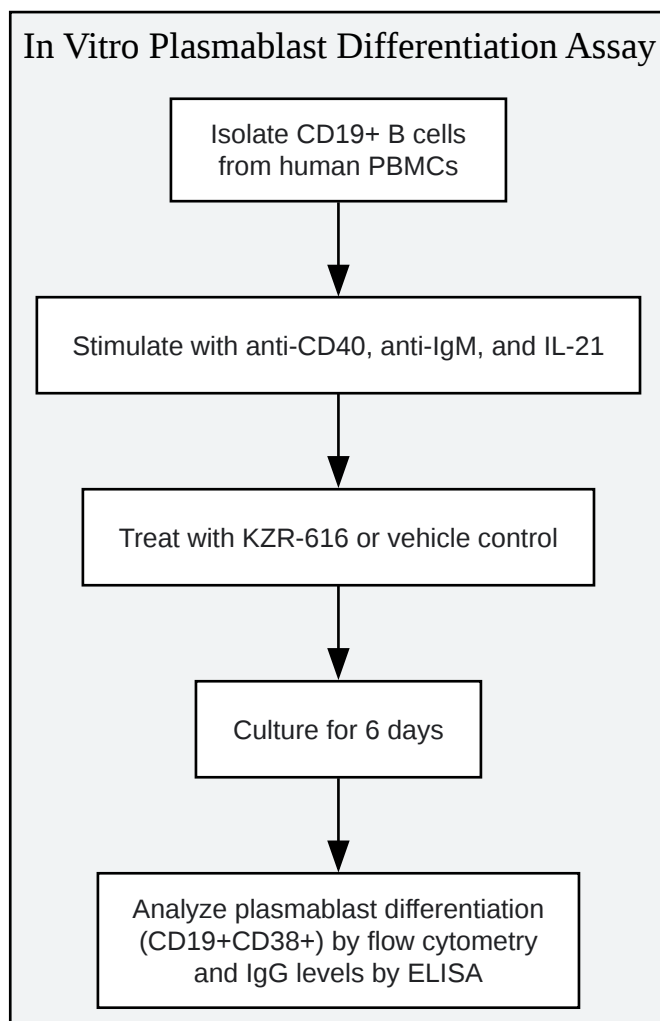 In Vitro Plasmablast Differentiation Assay
Isolate CD19+ B cells
from human PBMCs
Stimulate with anti-CD40, anti-IgM, and IL-21
Treat with KZR-616 or vehicle control
Culture for 6 days
Analyze plasmablast differentiation
(CD19+CD38+) by flow cytometry
and IgG levels by ELISA